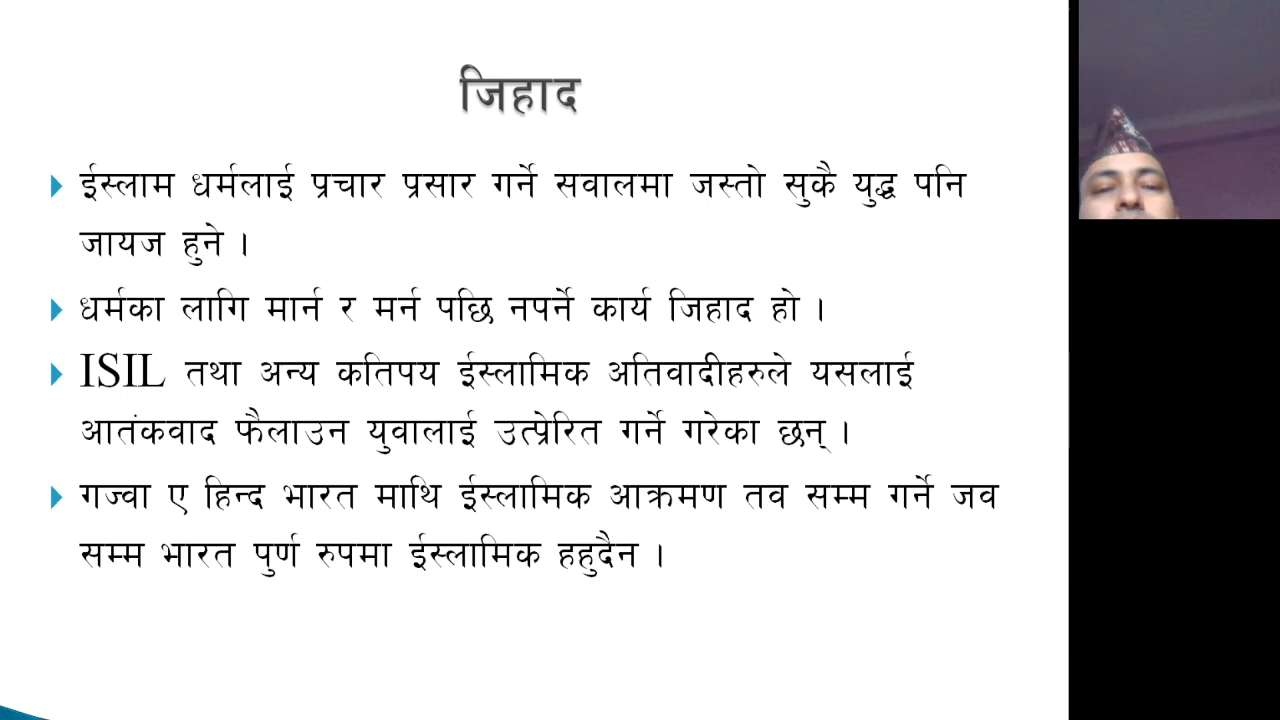 जिहाद
ईस्लाम धर्मलाई प्रचार प्रसार गर्ने सवालमा जस्तो सुकै युद्ध पनि
जायज हुने ।
धर्मका लागि मार्न र मर्न पछि नपर्ने कार्य जिहाद हो ।
ISIL तथा अन्य कतिपय ईस्लामिक अतिवादीहरुले यसलाई
आतंकवाद फैलाउन युवालाई उत्प्रेरित गर्ने गरेका छन् ।
गज्वा ए हिन्द भारत माथि ईस्लामिक आक्रमण तव सम्म गर्ने जव
सम्म भारत पुर्ण रुपमा ईस्लामिक हहुदैन ।